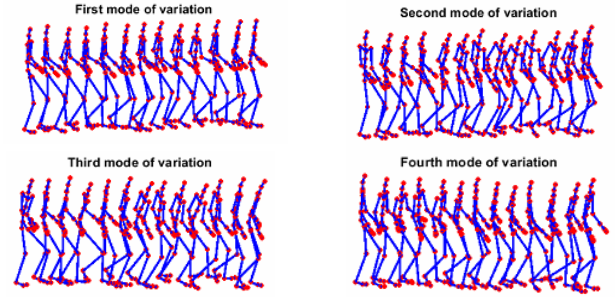 First mode of variation
Second mode of variation
Third mode of variation
Fourth mode of variation